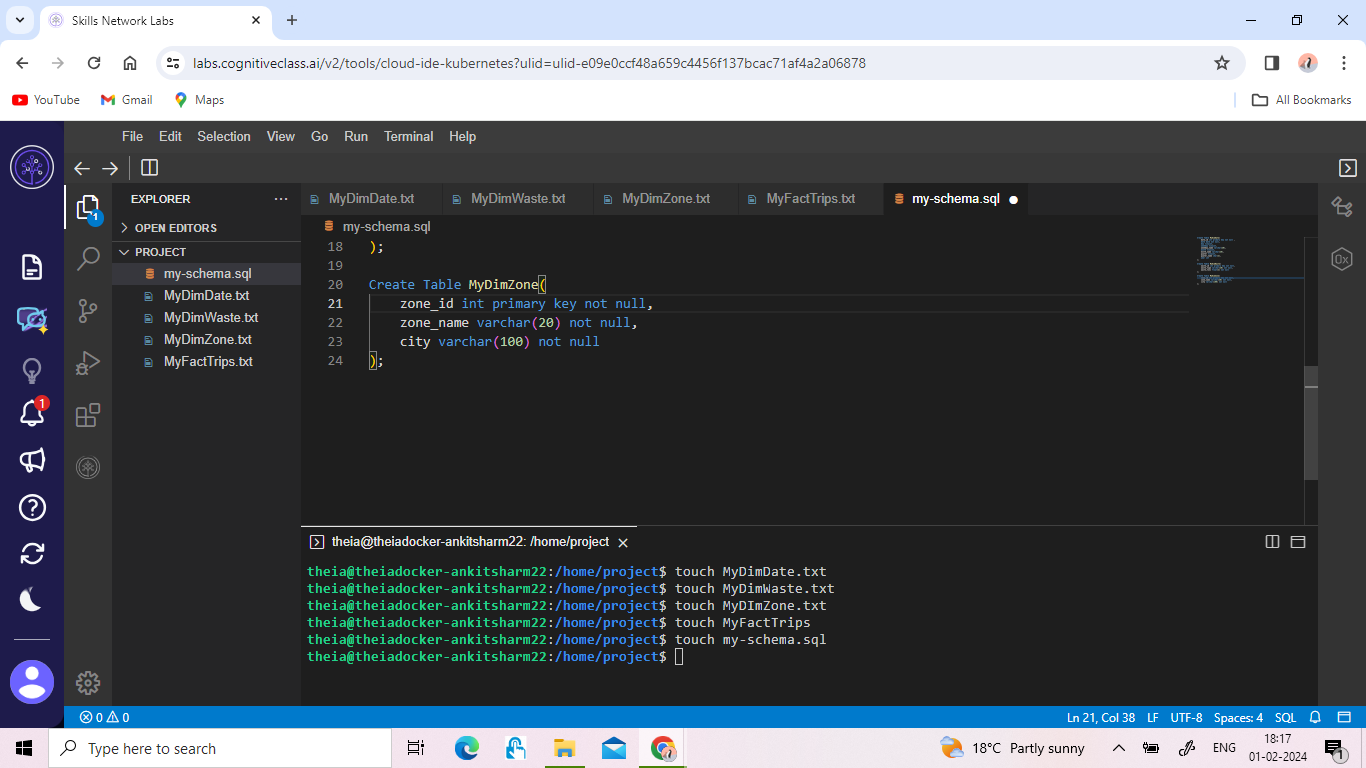 Skills Network Labs
labs.cognitiveclass.ai/v2/tools/cloud-ide-kubernetes?ulid=ulid-e09e0ccf48a659c4456f137bcac71af4a2a06878
YouTube Gmail Maps All Bookmarks
File Edit Selection View Go Run Terminal Help
EXPLORER
1
OPEN EDITORS
PROJECT
my-schema.sql
MyDimDate.txt
MyDimWaste.txt
MyDimZone.txt
MyFactTrips.txt
1
MyDimDate.txt MyDimWaste.txt MyDimZone.txt MyFactTrips.txt my-schema.sql
my-schema.sql
18 );
19
20 Create Table MyDimZone(
21 zone_id int primary key not null,
22 zone_name varchar(20) not null,
23 city varchar(100) not null
24 );
theia@theiadocker-ankitsharm22: /home/project
theia@theiadocker-ankitsharm22:/home/project$ touch MyDimDate.txt
theia@theiadocker-ankitsharm22:/home/project$ touch MyDimWaste.txt
theia@theiadocker-ankitsharm22:/home/project$ touch MyDImZone.txt
theia@theiadocker-ankitsharm22:/home/project$ touch MyFactTrips
theia@theiadocker-ankitsharm22:/home/project$ touch my-schema.sql
theia@theiadocker-ankitsharm22:/home/project$
0 0 Ln 21, Col 38 LF UTF-8 Spaces: 4 SQL
Type here to search
18°C Partly sunny
ENG
18:17
01-02-2024
1